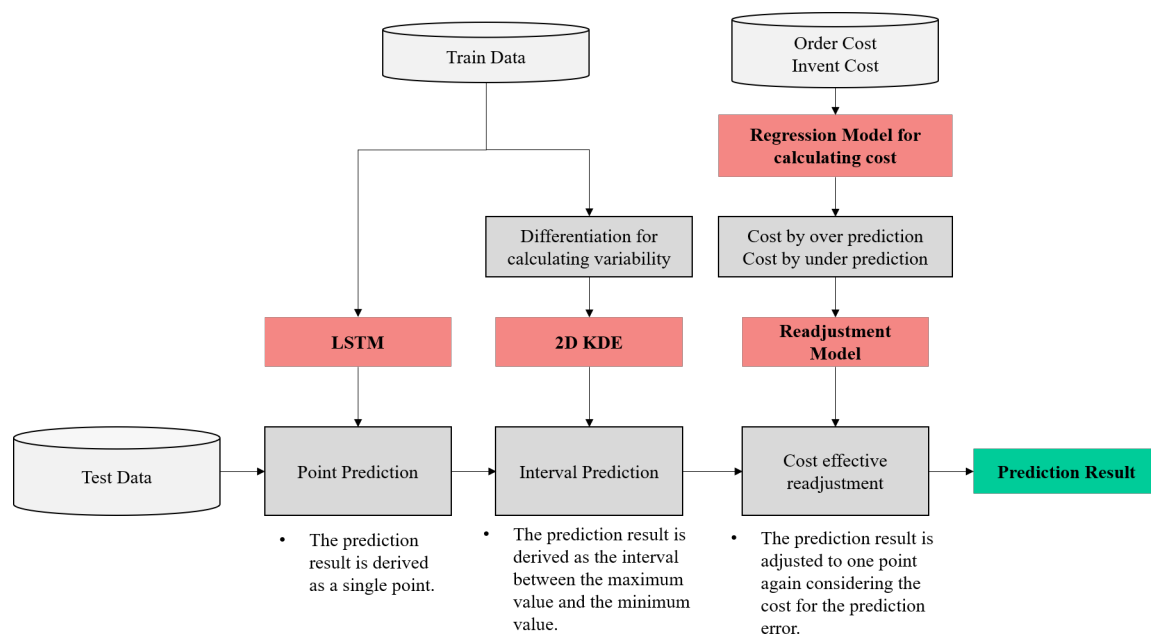 Train Data
Order Cost
Invent Cost
Regression Model for
calculating cost
Differentiation for
calculating variability
Cost by over prediction
Cost by under prediction
LSTM
2D KDE
Readjustment
Model
Test Data
Point Prediction
Interval Prediction
Cost effective
readjustment
Prediction Result
• The prediction
result is derived
as a single point.
• The prediction result is
derived as the interval
between the maximum
value and the minimum
value.
• The prediction result is
adjusted to one point
again considering the
cost for the prediction
error.